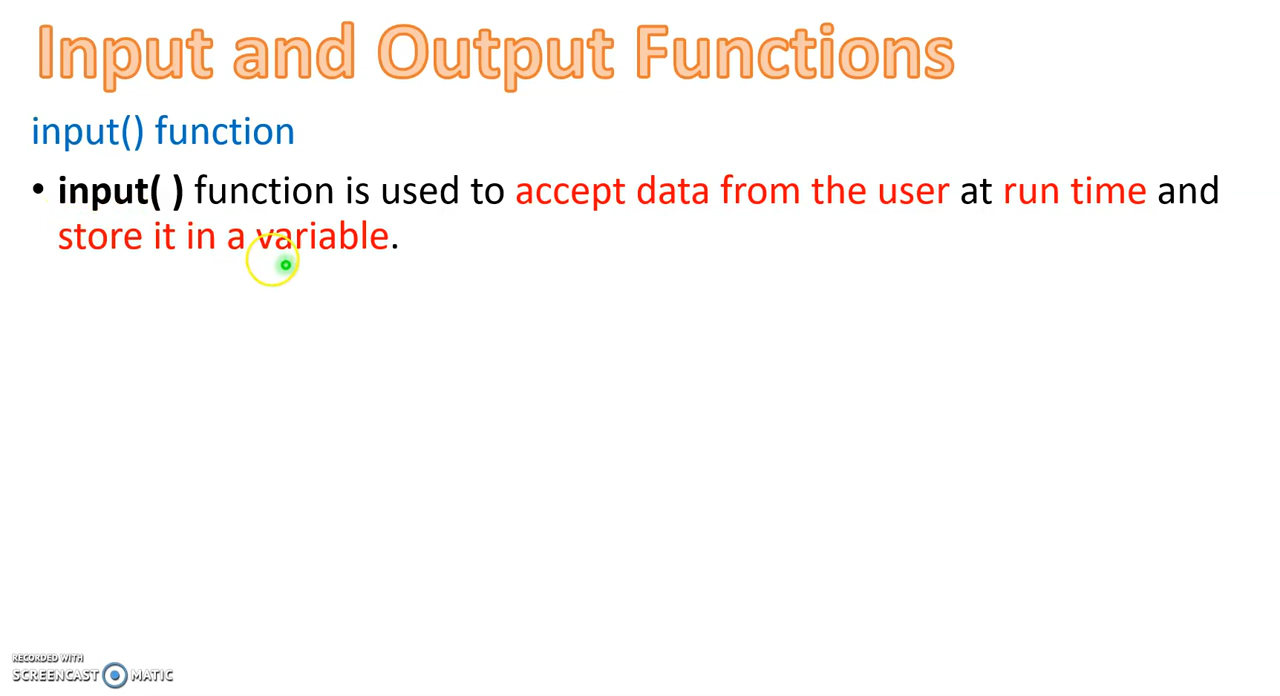 Input and Output Functions
input() function
• input( ) function is used to accept data from the user at run time and
store it in a variable.
RECORDED WITH
SCREENCAST MATIC